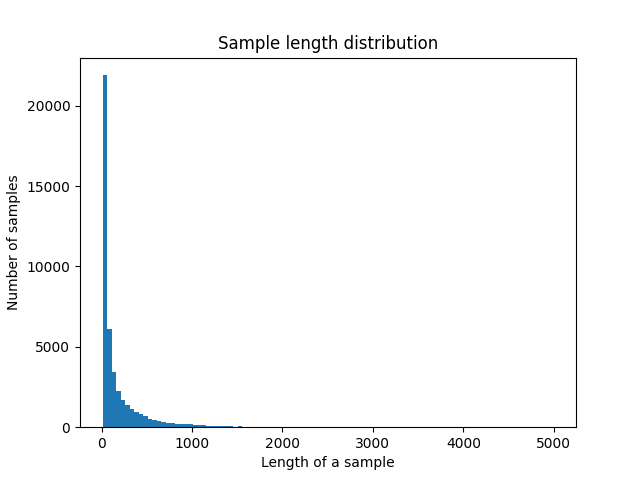 Sample length distribution
20000
15000
10000
5000
0
Number of samples
0 1000 2000 3000 4000 5000
Length of a sample